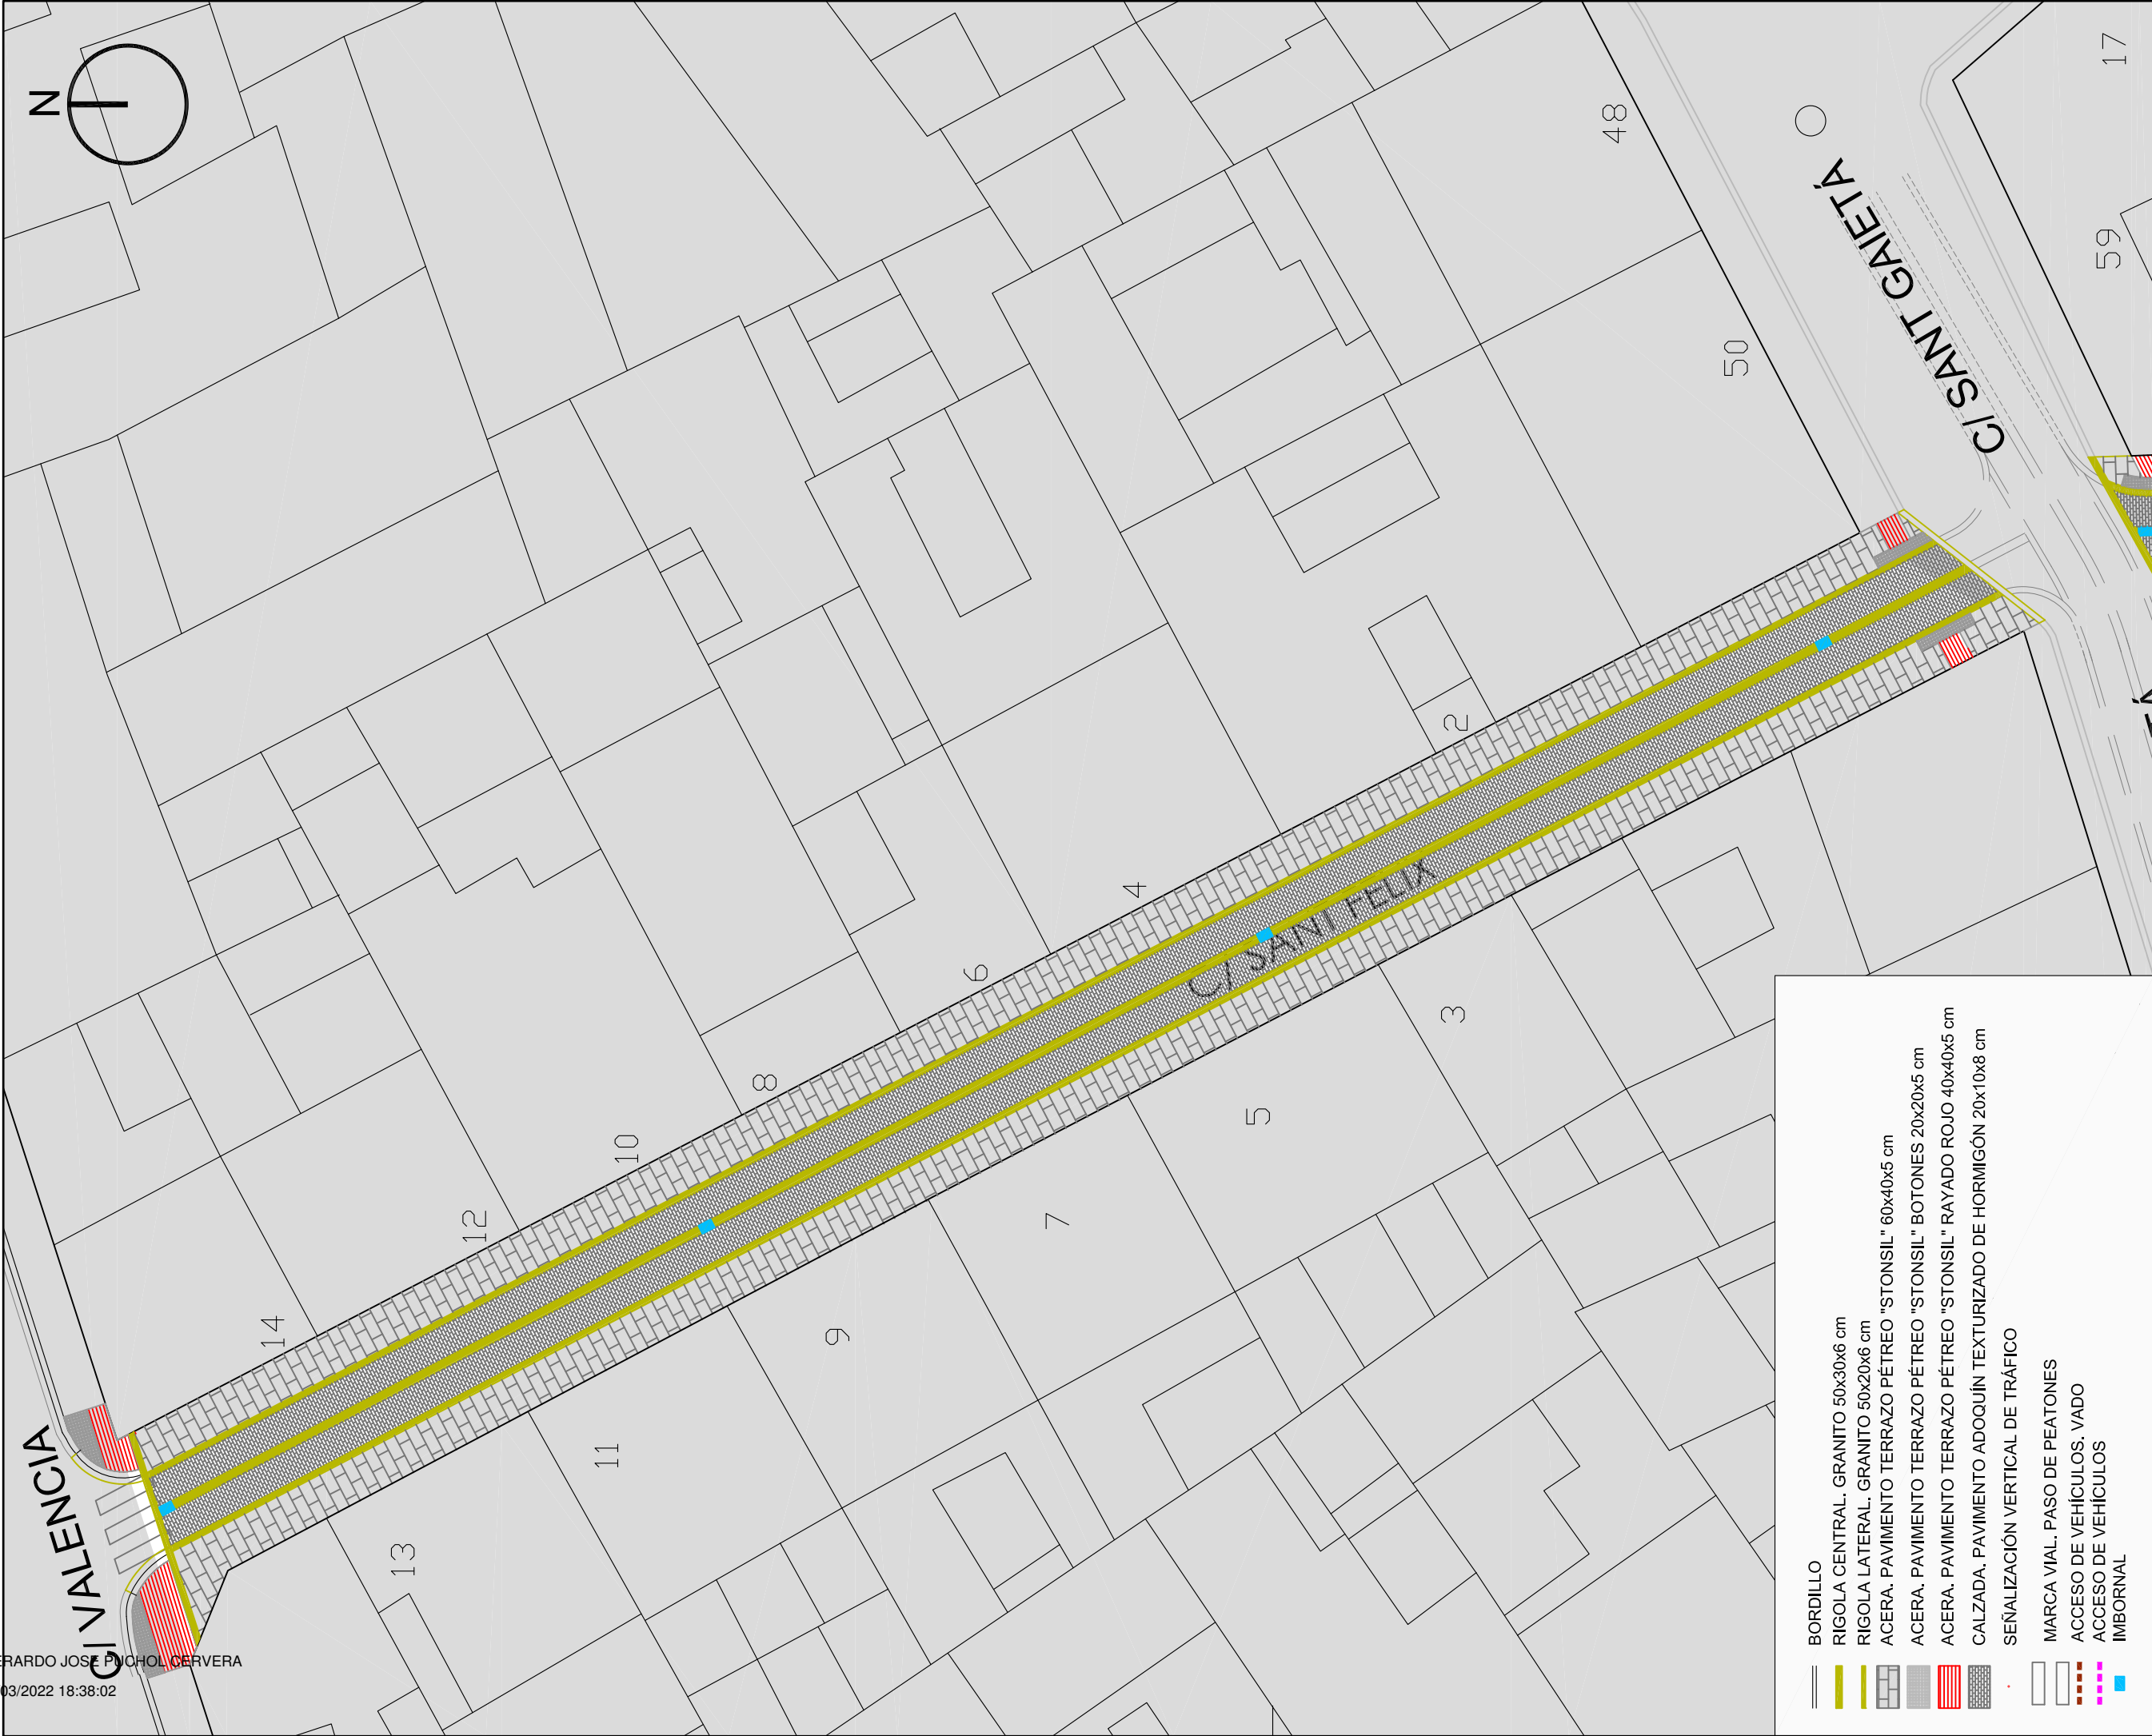 N
48
17
C/ SANT GAIETÁ
59
50
2
4
C/ SANT FELIX
6
3
8
5
10
7
12
9
14
11
C/ VALENCIA
13
ERARDO JOSE PUCHOL CERVERA
03/2022 18:38:02
BORDILLO
RIGOLA CENTRAL. GRANITO 50x30x6 cm
RIGOLA LATERAL. GRANITO 50x20x6 cm
ACERA. PAVIMENTO TERRAZO PÉTREO "STONSIL" 60x40x5 cm
ACERA. PAVIMENTO TERRAZO PÉTREO "STONSIL" BOTONES 20x20x5 cm
ACERA. PAVIMENTO TERRAZO PÉTREO "STONSIL" RAYADO ROJO 40x40x5 cm
CALZADA. PAVIMENTO ADOQUÍN TEXTURIZADO DE HORMIGÓN 20x10x8 cm
SEÑALIZACIÓN VERTICAL DE TRÁFICO
MARCA VIAL. PASO DE PEATONES
ACCESO DE VEHÍCULOS. VADO
ACCESO DE VEHÍCULOS
IMBORNAL